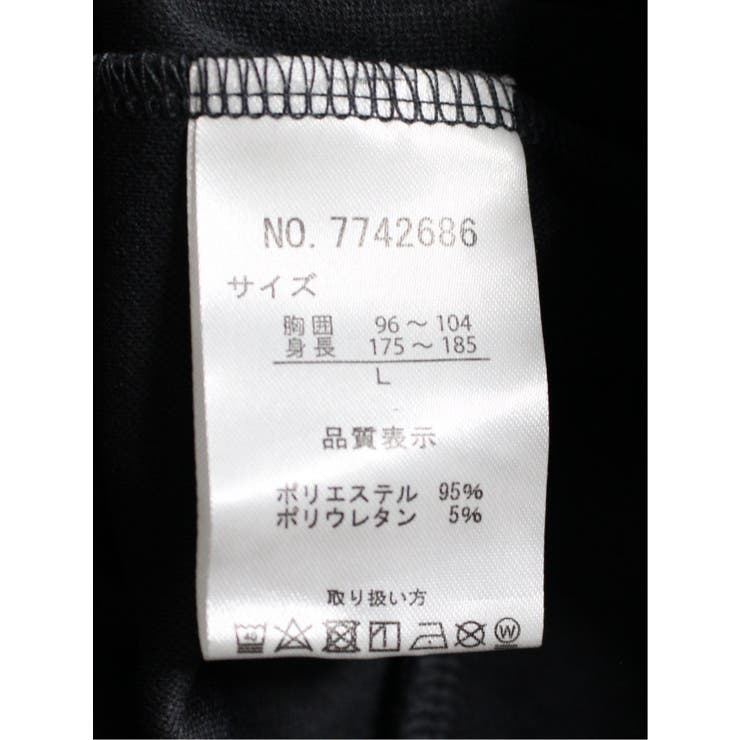 NO. 7742686
サイズ
胸囲 96～104
身長 175～185
L
品質表示
ポリエステル 95%
ポリウレタン 5%
取り扱い方
40 W